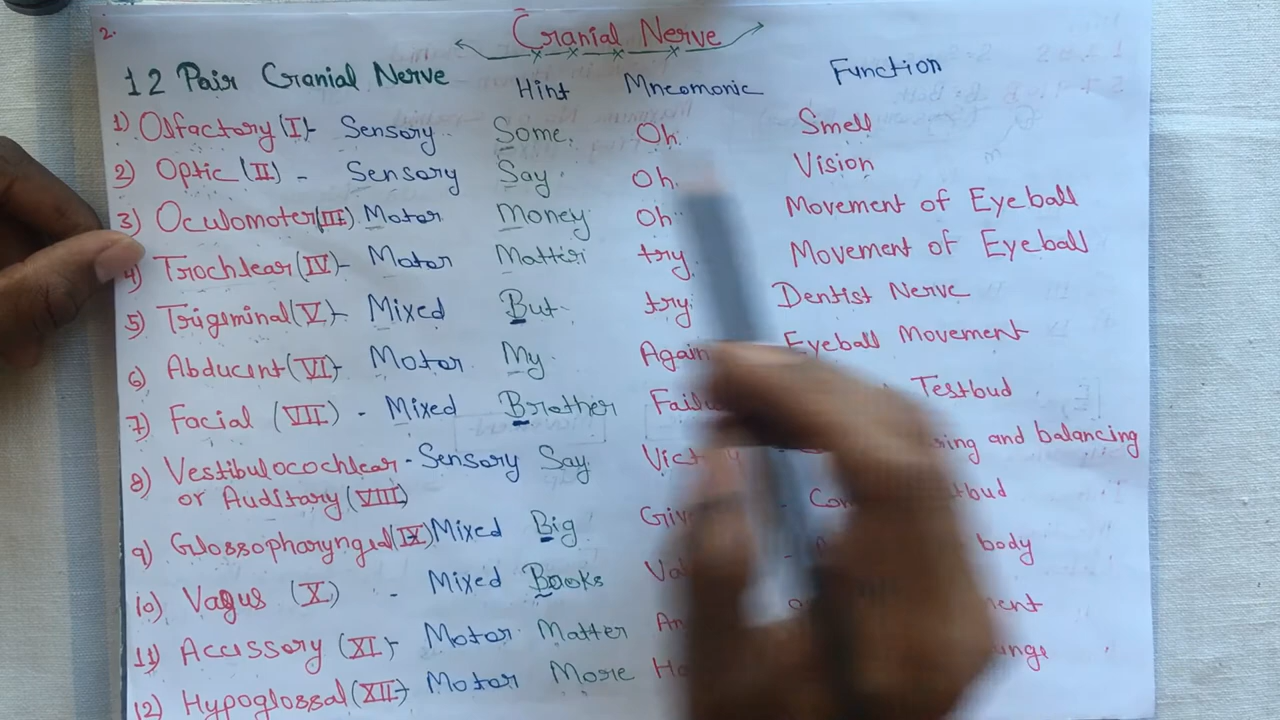 2.
Cranial Nerve
12 Pair Cranial Nerve Hint Mneomonic Function
1) Olfactory (I)- Sensory Some. Oh. Smell
2) Optic (II) - Sensory Say. Oh. Vision
3) Oculomoter (III) Motor Money Oh Movement of Eyeball
4) Trochlear (IV)- Motor Matter try. Movement of Eyeball
5) Trigeminal (V)- Mixed But try. Dentist Nerve
6) Abducent (VI)- Motor My. Again Eyeball Movement
7) Facial (VII) - Mixed Brother Testbud
8) Vestibulocochlear - Sensory Say and balancing
or Auditary (VIII)
9) Glossopharyngeal (IX) Mixed Big
10) Vagus (X) - Mixed Books body
11) Accessory (XI)- Motor Matter
12) Hypoglossal (XII)- Motor More